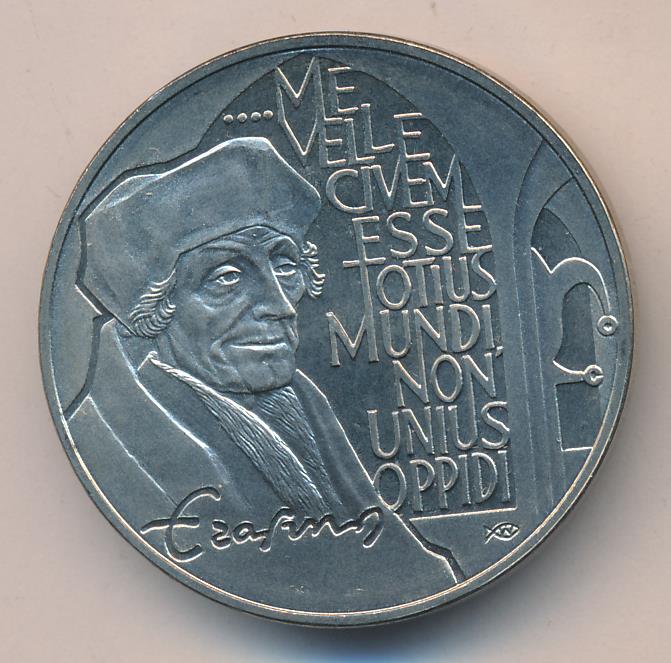 ....ME
VELLE
CIVEM
ESSE
TOTIUS
MUNDI,
NON
UNIUS
OPPIDI
Erasmus